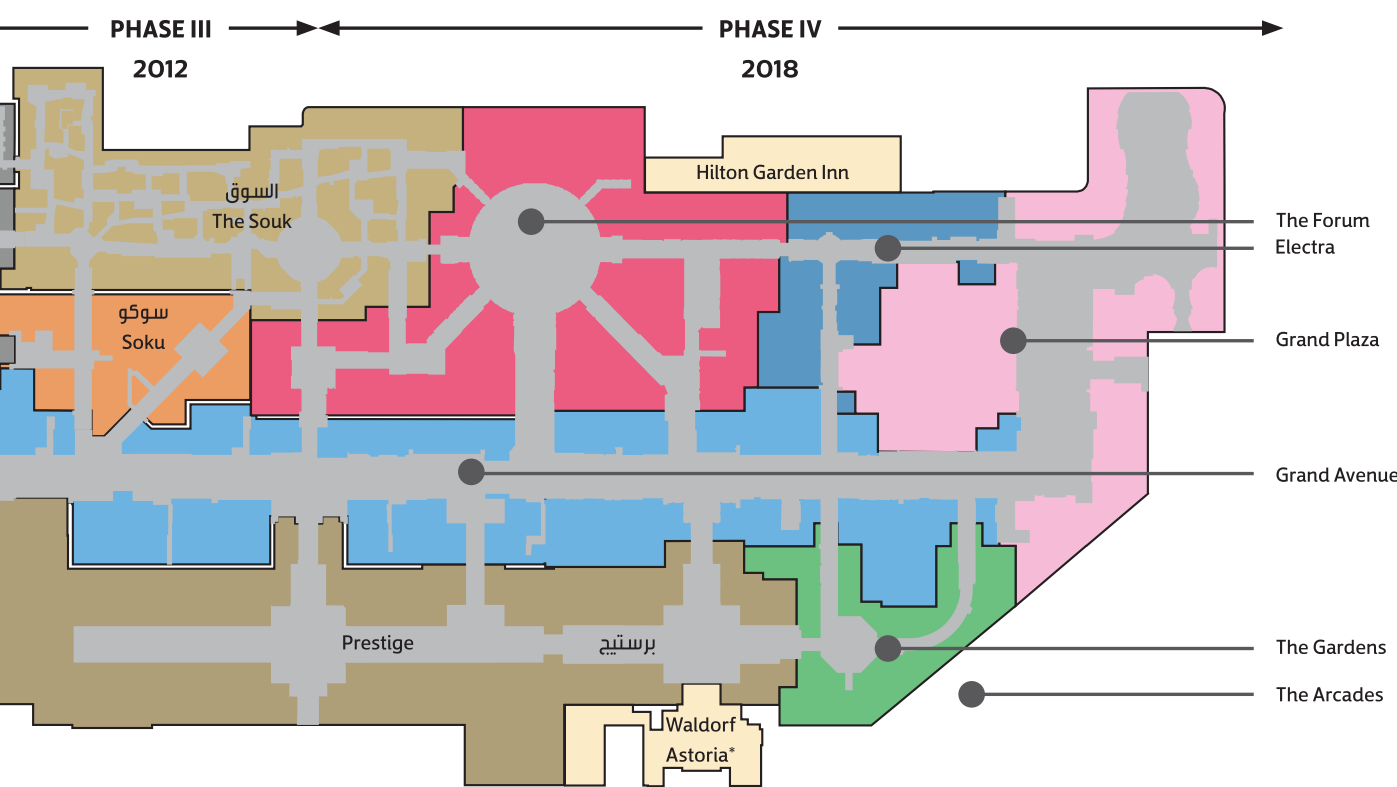 PHASE III
PHASE IV
2012
2018
Hilton Garden Inn
السوق
The Souk
The Forum
Electra
سوكو
Soku
Grand Plaza
Grand Avenue
Prestige
برستيج
The Gardens
The Arcades
Waldorf
Astoria*